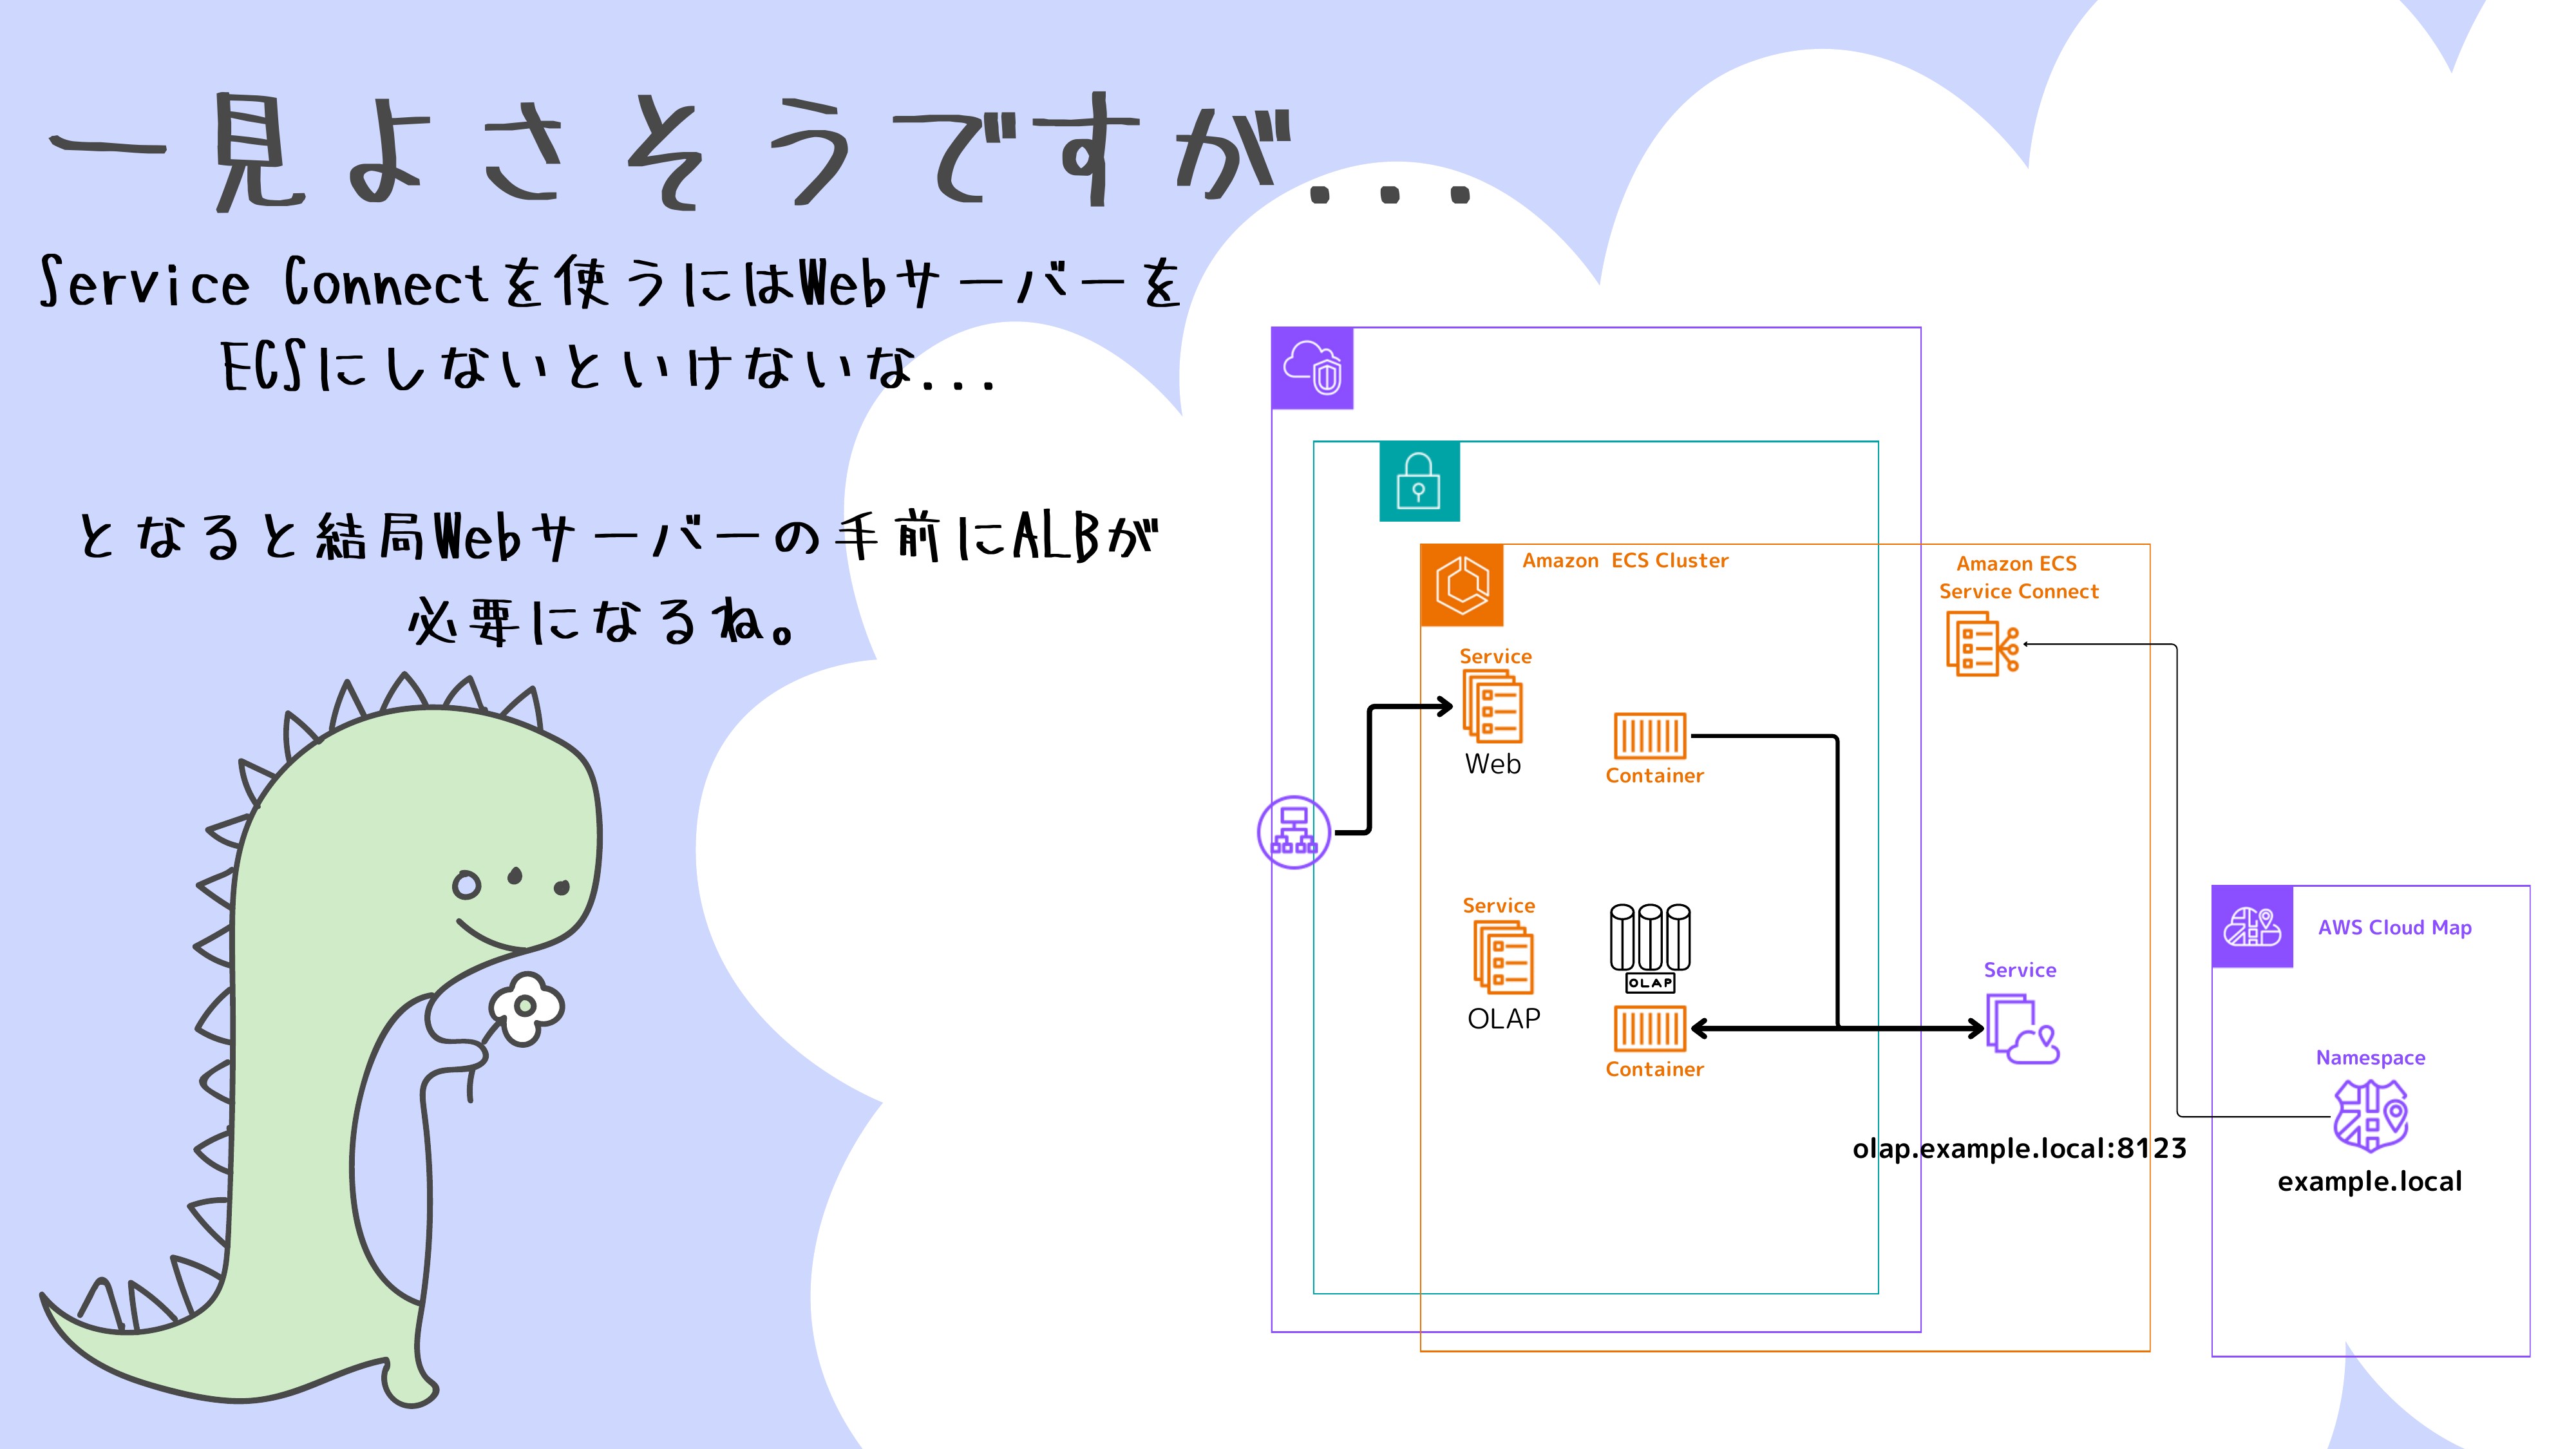 一見よさそうですが...
Service Connectを使うにはWebサーバーを
ECSにしないといけないな...
となると結局Webサーバーの手前にALBが
必要になるね。
Amazon ECS Cluster
Amazon ECS
Service Connect
Service
Web
Container
Service
OLAP
OLAP
Container
Service
olap.example.local:8123
AWS Cloud Map
Namespace
example.local